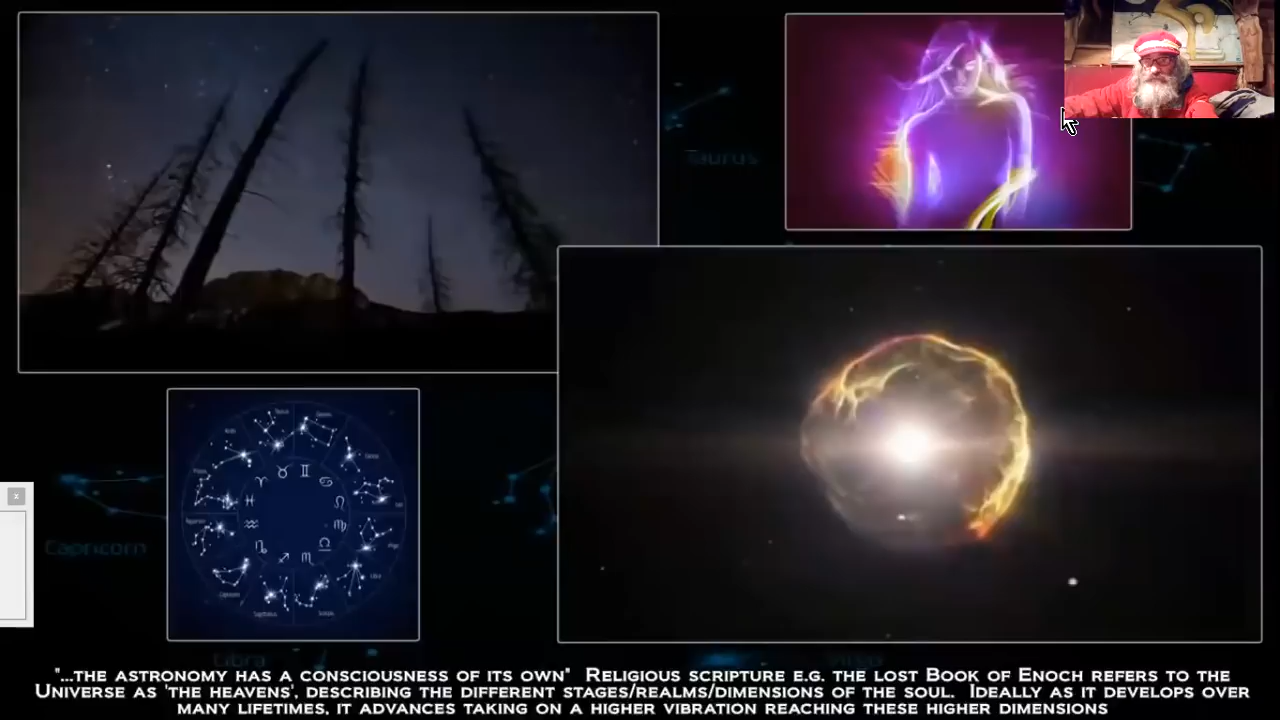 Taurus
Capricorn
Libra
"...the astronomy has a consciousness of its own" Religious scripture e.g. the lost Book of Enoch refers to the
Universe as 'the heavens', describing the different stages/realms/dimensions of the soul. Ideally as it develops over
many lifetimes, it advances taking on a higher vibration reaching these higher dimensions